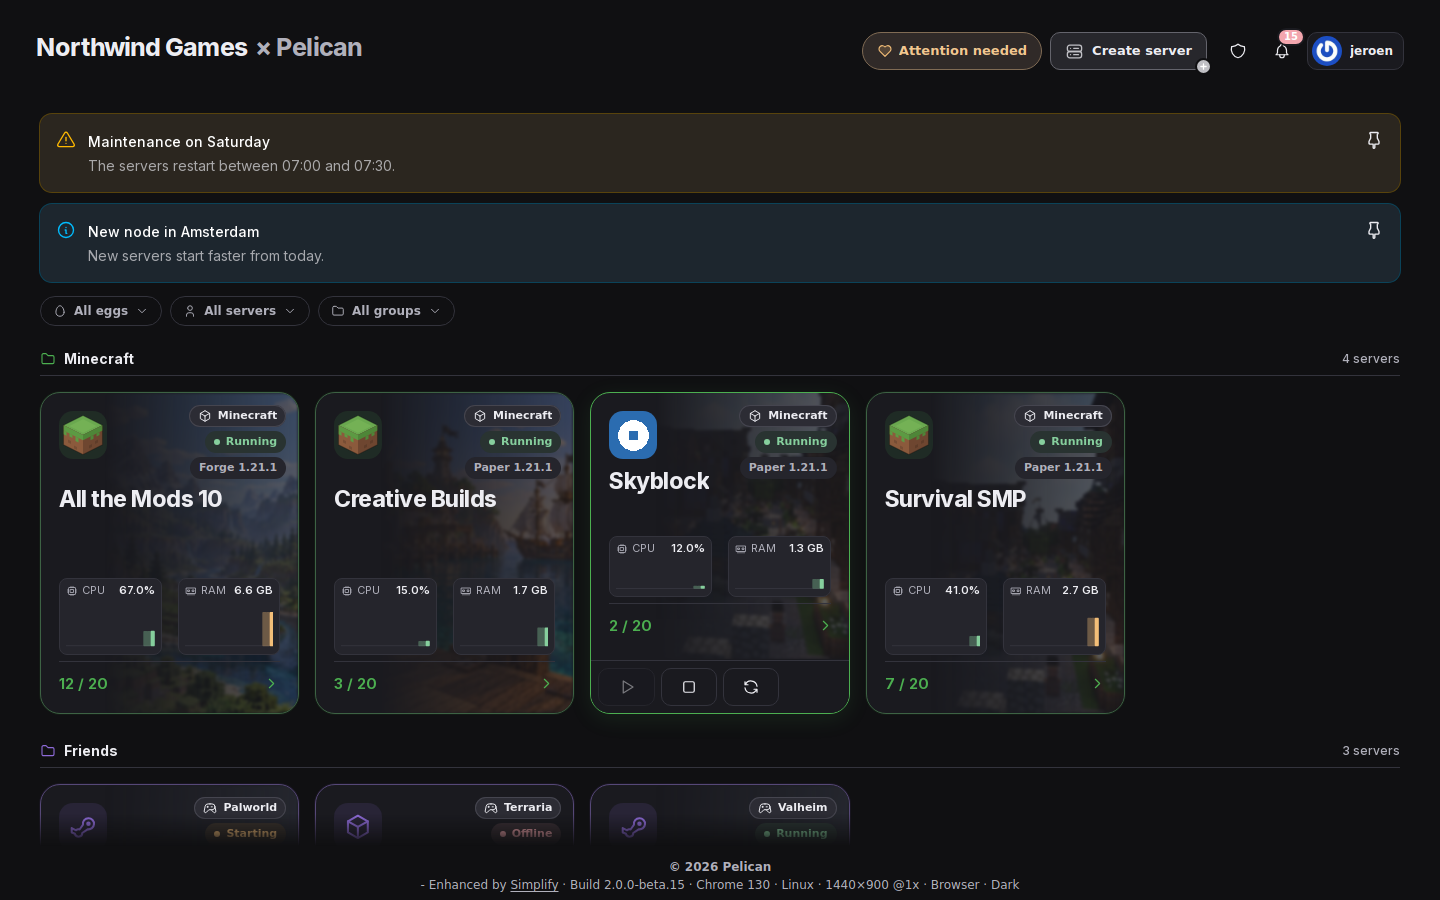 Northwind Games × Pelican
Attention needed
Create server
15
jeroen
Maintenance on Saturday
The servers restart between 07:00 and 07:30.
New node in Amsterdam
New servers start faster from today.
All eggs
All servers
All groups
Minecraft
4 servers
Minecraft
Running
Forge 1.21.1
All the Mods 10
CPU 67.0%
RAM 6.6 GB
12 / 20
Minecraft
Running
Paper 1.21.1
Creative Builds
CPU 15.0%
RAM 1.7 GB
3 / 20
Minecraft
Running
Paper 1.21.1
Skyblock
CPU 12.0%
RAM 1.3 GB
2 / 20
Minecraft
Running
Paper 1.21.1
Survival SMP
CPU 41.0%
RAM 2.7 GB
7 / 20
Friends
3 servers
Palworld
Starting
Terraria
Offline
Valheim
Running
© 2026 Pelican
- Enhanced by Simplify · Build 2.0.0-beta.15 · Chrome 130 · Linux · 1440×900 @1x · Browser · Dark